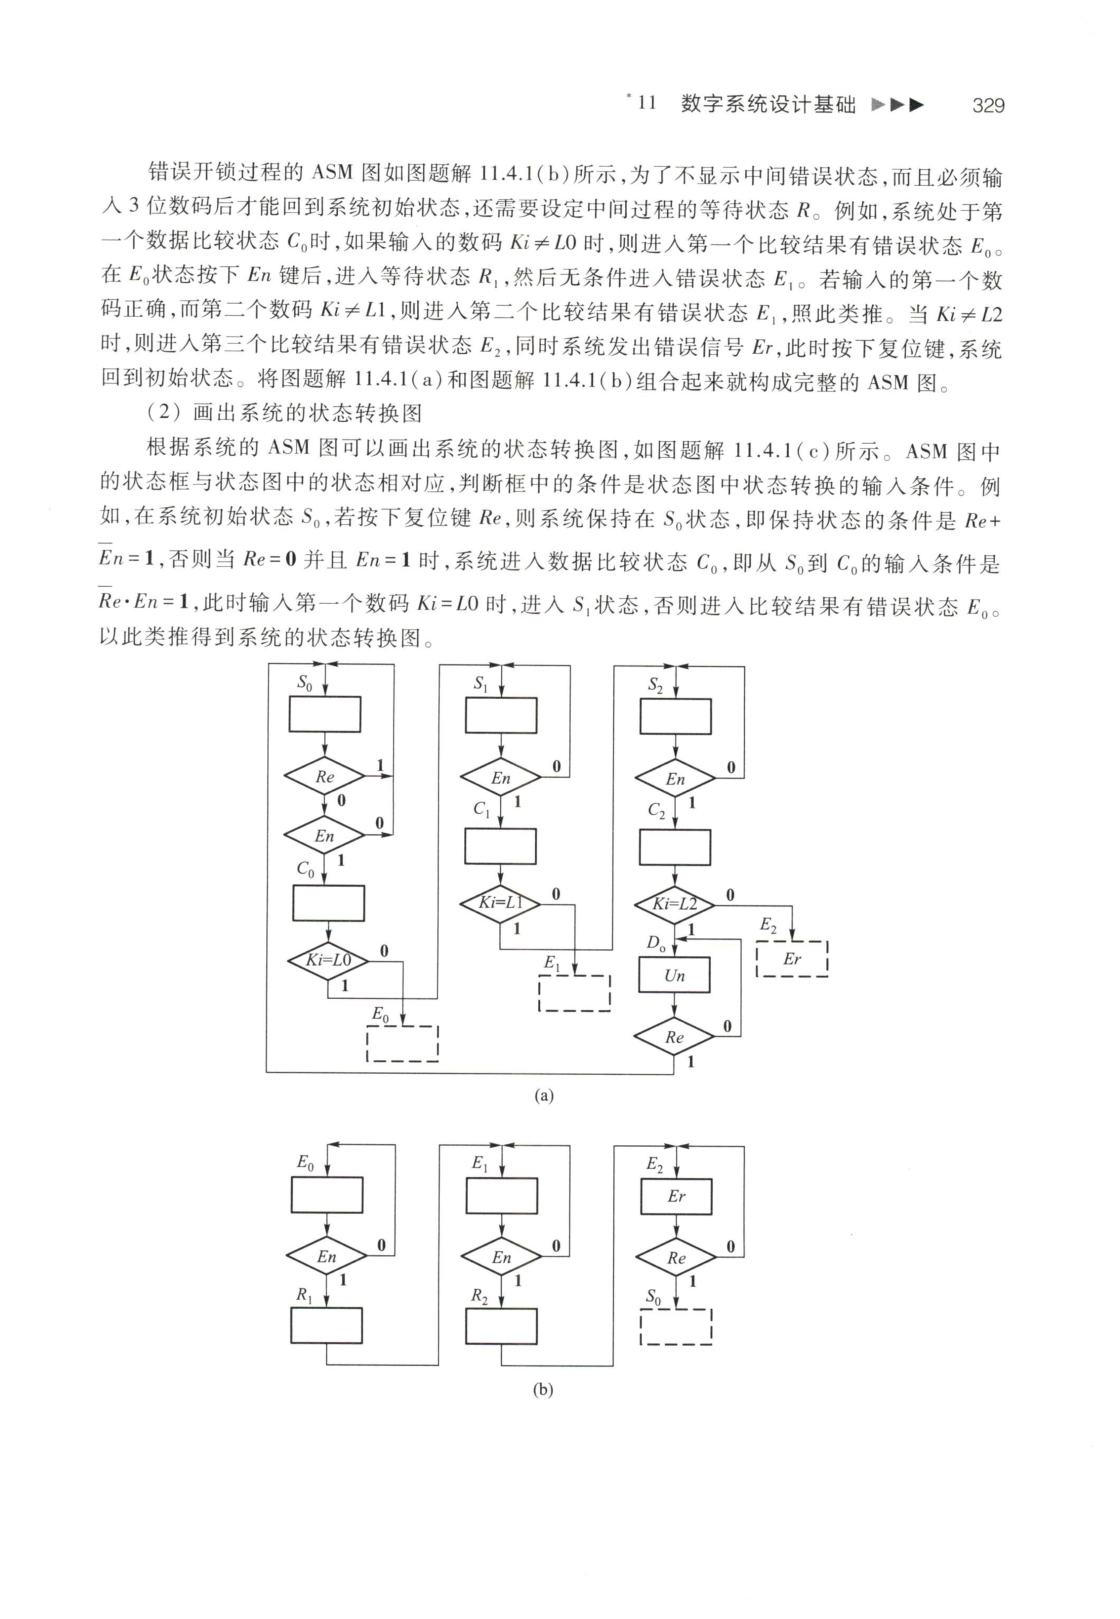 *11 数字系统设计基础 ▶▶▶ 329
错误开锁过程的 ASM 图如图题解 11.4.1(b)所示,为了不显示中间错误状态,而且必须输
入 3 位数码后才能回到系统初始状态,还需要设定中间过程的等待状态 R。例如,系统处于第
一个数据比较状态 C₀时,如果输入的数码 Ki≠L0 时,则进入第一个比较结果有错误状态 E₀。
在 E₀状态按下 En 键后,进入等待状态 R₁,然后无条件进入错误状态 E₁。若输入的第一个数
码正确,而第二个数码 Ki≠L1,则进入第二个比较结果有错误状态 E₁,照此类推。当 Ki≠L2
时,则进入第三个比较结果有错误状态 E₂,同时系统发出错误信号 Er,此时按下复位键,系统
回到初始状态。将图题解 11.4.1(a)和图题解 11.4.1(b)组合起来就构成完整的 ASM 图。
(2) 画出系统的状态转换图
根据系统的 ASM 图可以画出系统的状态转换图,如图题解 11.4.1(c)所示。ASM 图中
的状态框与状态图中的状态相对应,判断框中的条件是状态图中状态转换的输入条件。例
如,在系统初始状态 S₀,若按下复位键 Re,则系统保持在 S₀状态,即保持状态的条件是 Re+
E̅n=1,否则当 Re=0 并且 En=1 时,系统进入数据比较状态 C₀,即从 S₀到 C₀的输入条件是
R̅e·En=1,此时输入第一个数码 Ki=L0 时,进入 S₁状态,否则进入比较结果有错误状态 E₀。
以此类推得到系统的状态转换图。
S₀
Re
1
0
En
0
1
C₀
Ki=L0
0
1
E₀
S₁
En
0
1
C₁
Ki=L1
0
1
E₁
S₂
En
0
1
C₂
Ki=L2
0
1
E₂
Er
Dₒ
Un
Re
0
1
(a)
E₀
En
0
1
R₁
E₁
En
0
1
R₂
E₂
Er
Re
0
1
S₀
(b)